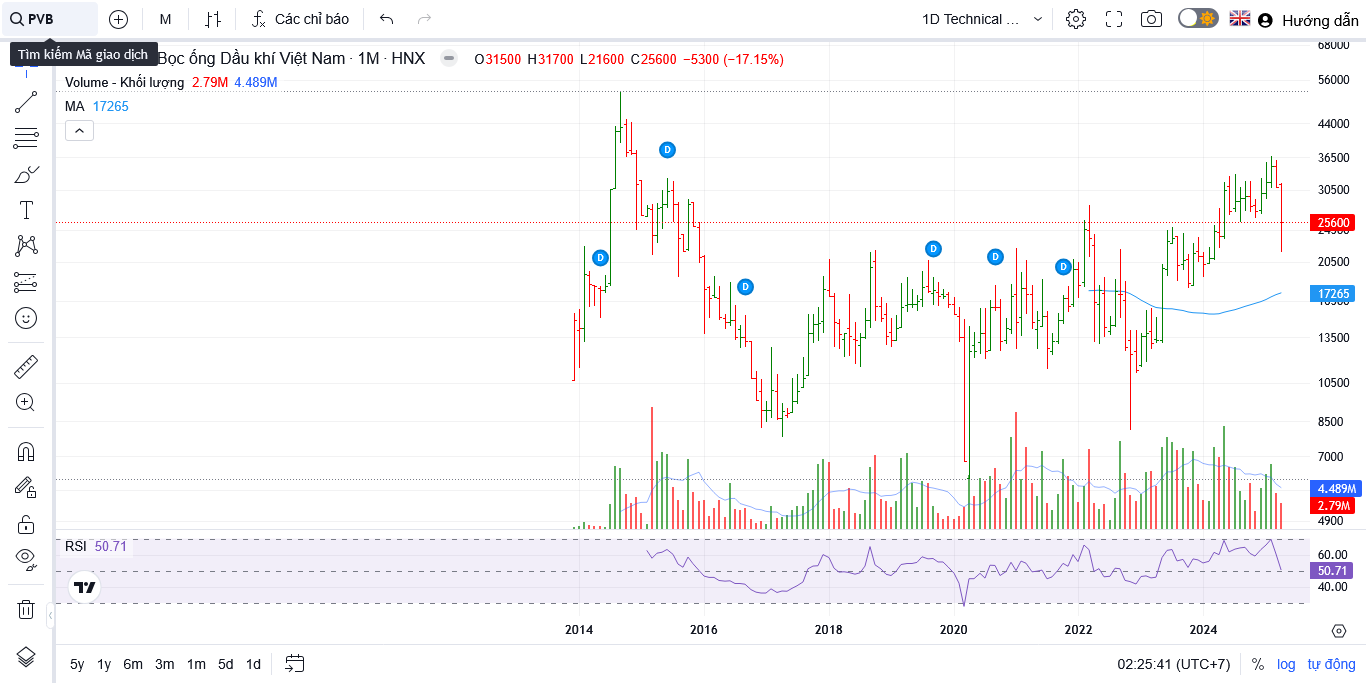 PVB M Các chỉ báo 1D Technical ... Hướng dẫn
Tìm kiếm Mã giao dịch
Bọc ống Dầu khí Việt Nam · 1M · HNX O31500 H31700 L21600 C25600 −5300 (−17.15%)
Volume - Khối lượng 2.79M 4.489M
MA 17265
68000
56000
44000
36500
30500
25600
20500
17265
13500
10500
8500
7000
4.489M
2.79M
4900
D
D
D
D
D
D
RSI 50.71
60.00
50.71
40.00
2014 2016 2018 2020 2022 2024
5y 1y 6m 3m 1m 5d 1d 02:25:41 (UTC+7) % log tự động